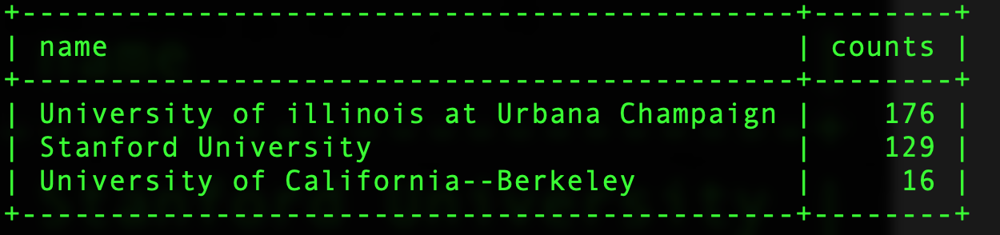 +--------------------------------------------+--------+
| name                                       | counts |
+--------------------------------------------+--------+
| University of illinois at Urbana Champaign |    176 |
| Stanford University                        |    129 |
| University of California--Berkeley         |     16 |
+--------------------------------------------+--------+